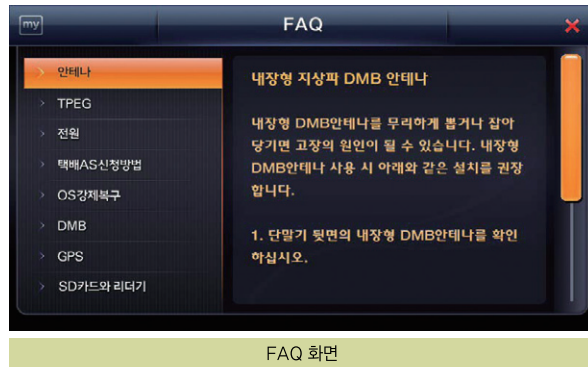 my
FAQ
안테나
TPEG
전원
택배AS신청방법
OS강제복구
DMB
GPS
SD카드와 리더기
내장형 지상파 DMB 안테나
내장형 DMB안테나를 무리하게 뽑거나 잡아
당기면 고장의 원인이 될 수 있습니다. 내장형
DMB안테나 사용 시 아래와 같은 설치를 권장
합니다.
1. 단말기 뒷면의 내장형 DMB안테나를 확인
하십시오.
FAQ 화면